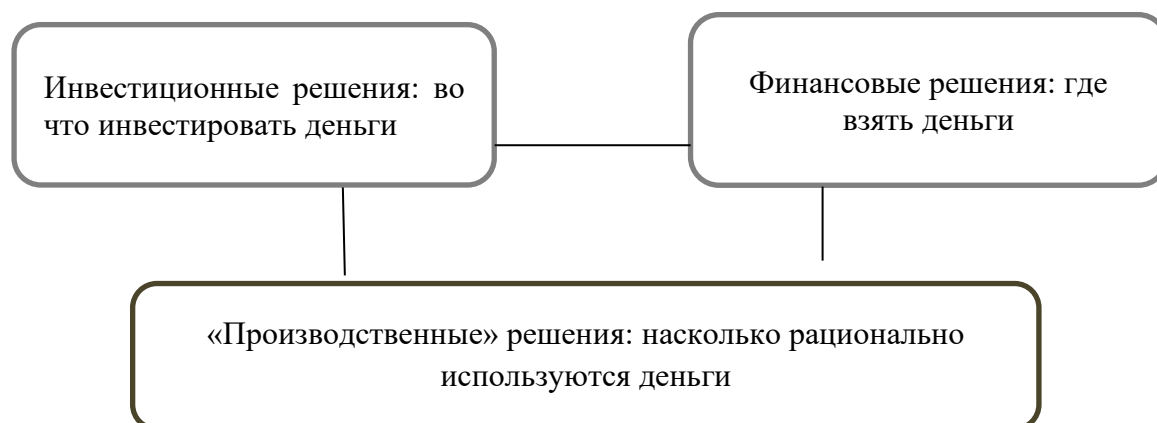 Инвестиционные решения: во
что инвестировать деньги
Финансовые решения: где
взять деньги
«Производственные» решения: насколько рационально
используются деньги